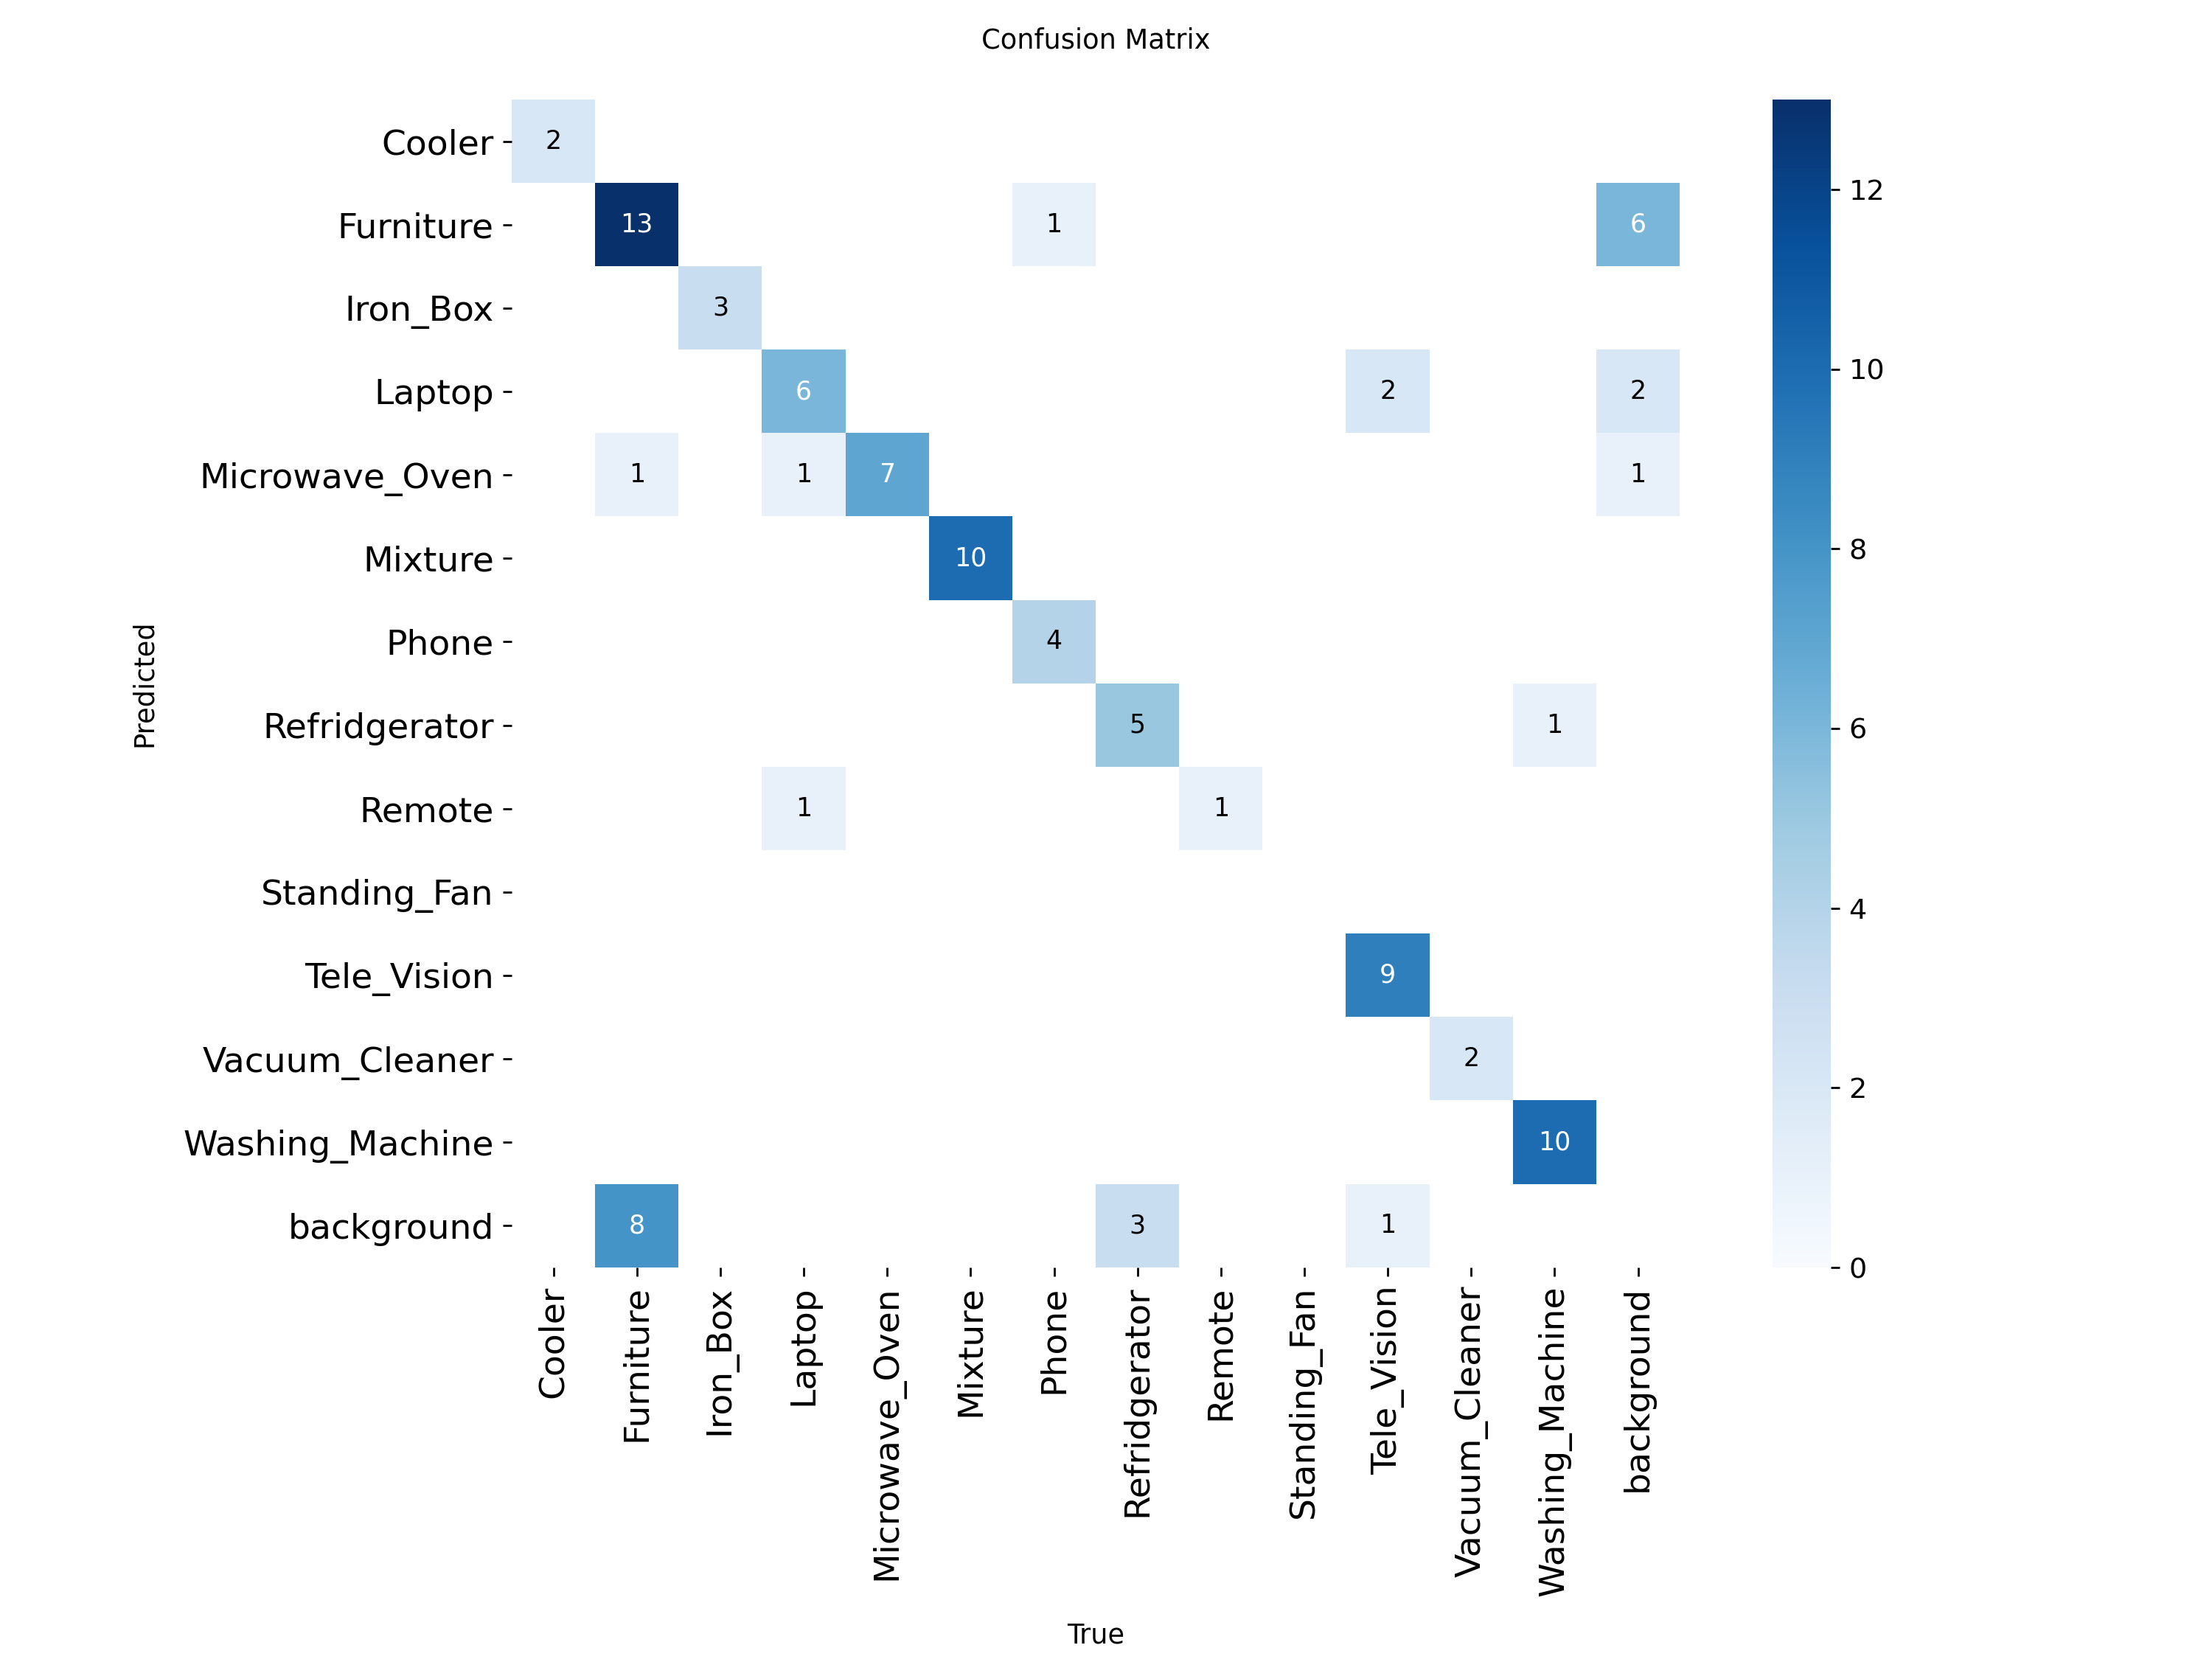 Confusion Matrix
Cooler
2
Furniture
13
1
6
12
Iron_Box
3
Laptop
6
2
2
10
Microwave_Oven
1
1
7
1
Mixture
10
8
Phone
4
Refridgerator
5
1
6
Remote
1
1
Standing_Fan
4
Tele_Vision
9
Vacuum_Cleaner
2
2
Washing_Machine
10
background
8
3
1
0
Predicted
Cooler
Furniture
Iron_Box
Laptop
Microwave_Oven
Mixture
Phone
Refridgerator
Remote
Standing_Fan
Tele_Vision
Vacuum_Cleaner
Washing_Machine
background
True